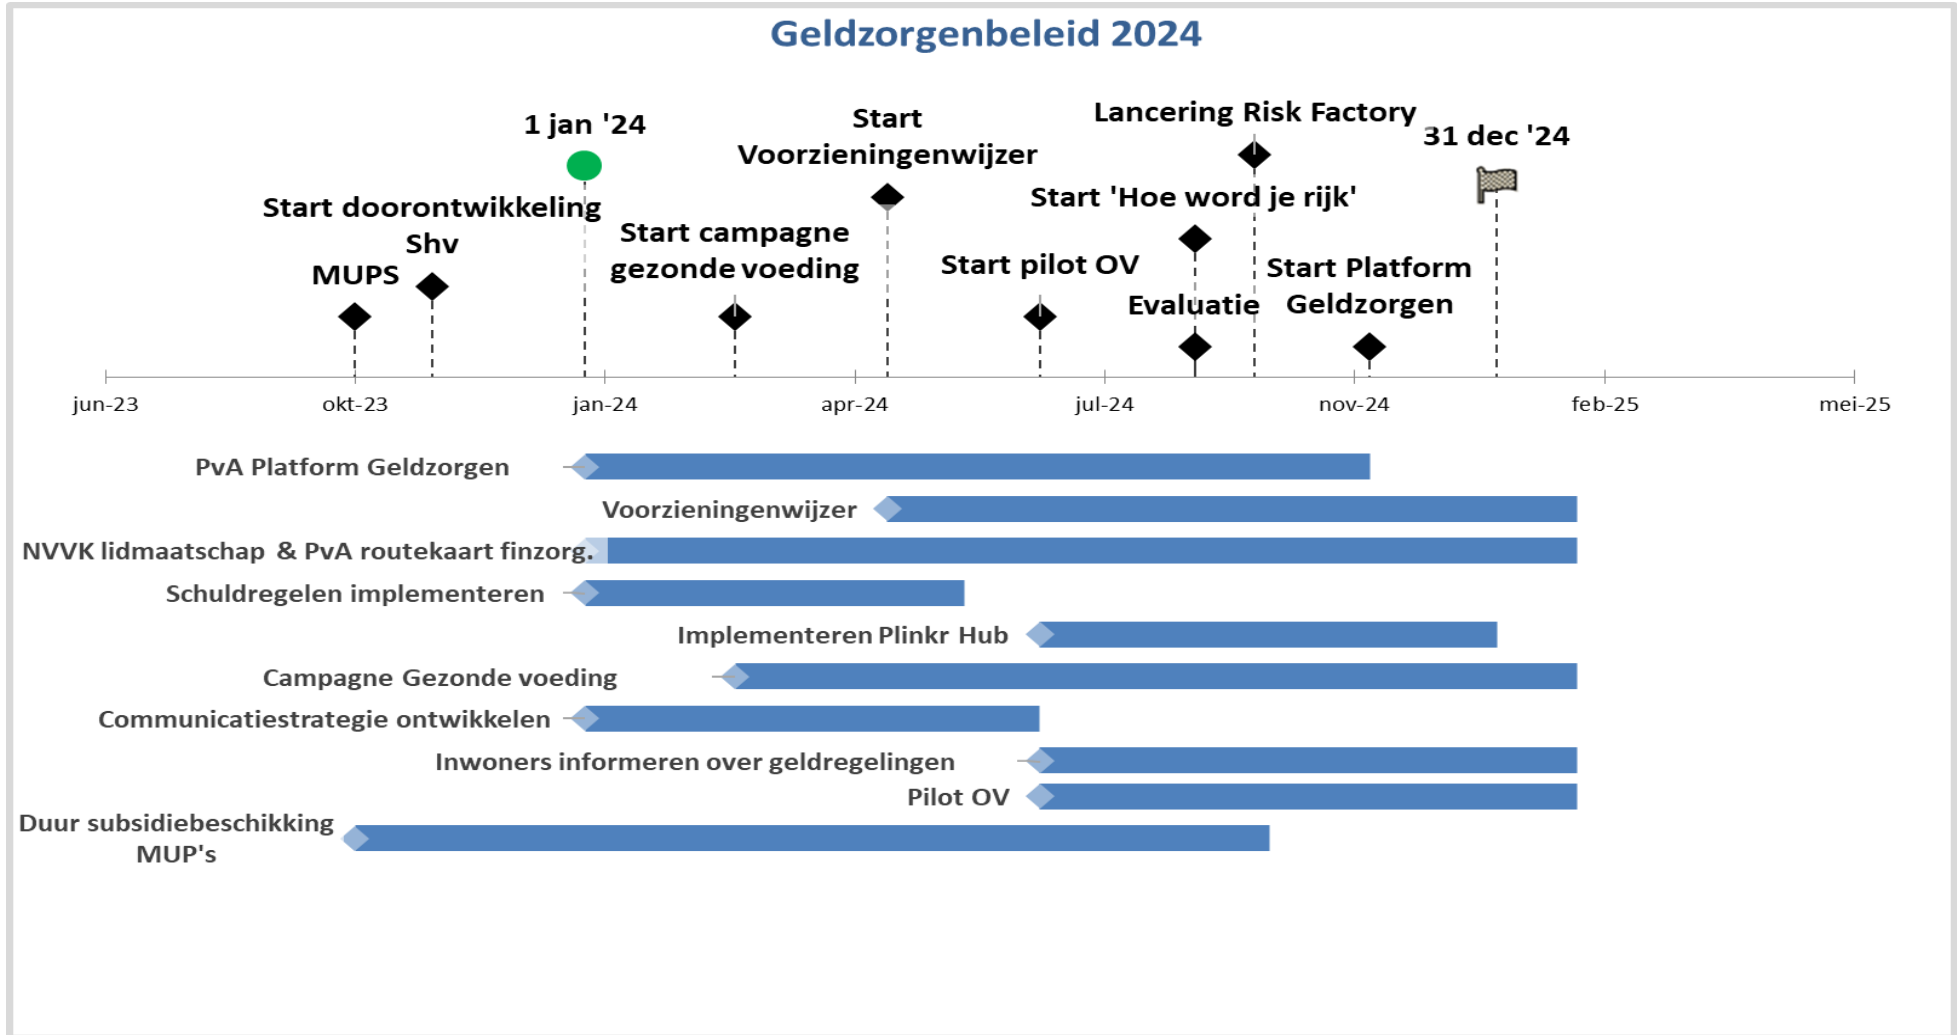 Geldzorgenbeleid 2024
1 jan '24
Start doorontwikkeling
Shv
MUPS
Start campagne
gezonde voeding
Start
Voorzieningenwijzer
Start pilot OV
Lancering Risk Factory
Start 'Hoe word je rijk'
Evaluatie
Start Platform
Geldzorgen
31 dec '24
jun-23
okt-23
jan-24
apr-24
jul-24
nov-24
feb-25
mei-25
PvA Platform Geldzorgen
Voorzieningenwijzer
NVVK lidmaatschap & PvA routekaart finzorg.
Schuldregelen implementeren
Implementeren Plinkr Hub
Campagne Gezonde voeding
Communicatiestrategie ontwikkelen
Inwoners informeren over geldregelingen
Pilot OV
Duur subsidiebeschikking
MUP's